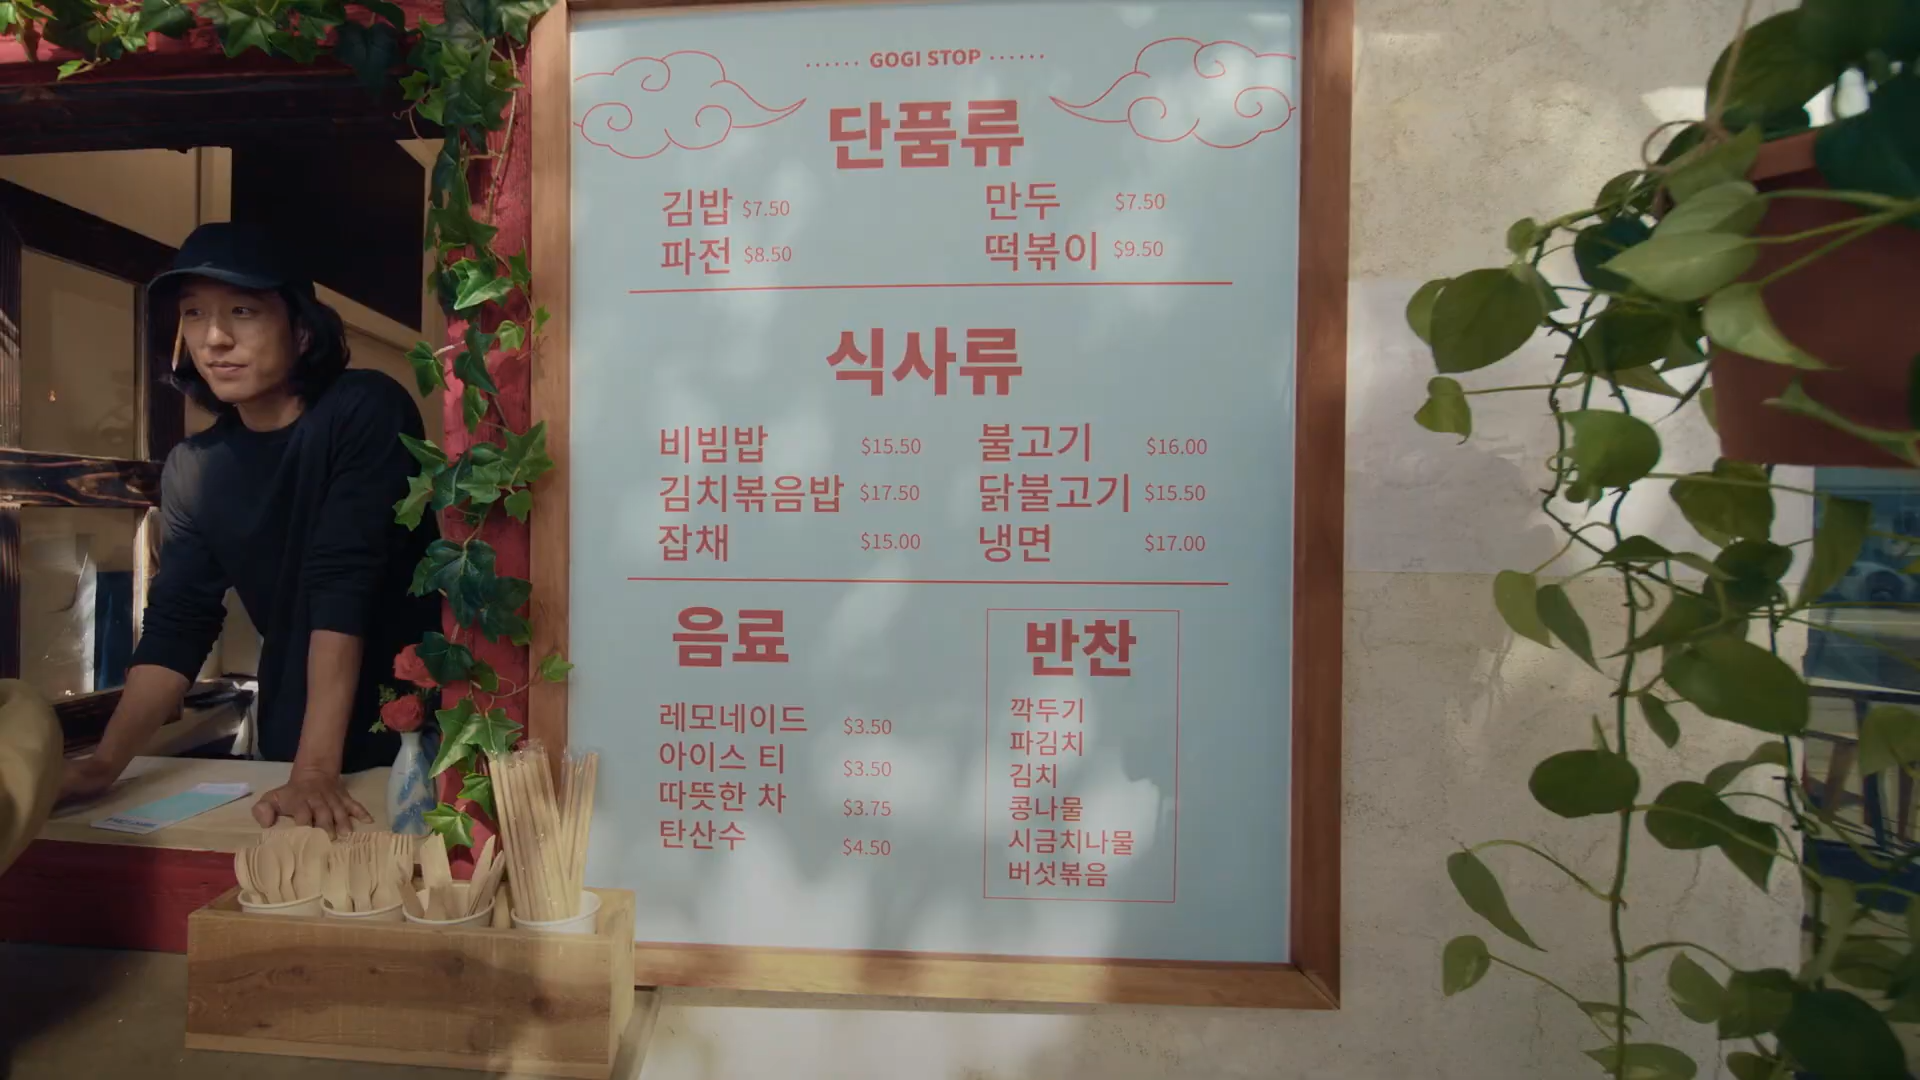 GOGI STOP
단품류
김밥 $7.50 만두 $7.50
파전 $8.50 떡볶이 $9.50
식사류
비빔밥 $15.50 불고기 $16.00
김치볶음밥 $17.50 닭불고기 $15.50
잡채 $15.00 냉면 $17.00
음료
레모네이드 $3.50
아이스 티 $3.50
따뜻한 차 $3.75
탄산수 $4.50
반찬
깍두기
파김치
김치
콩나물
시금치나물
버섯볶음